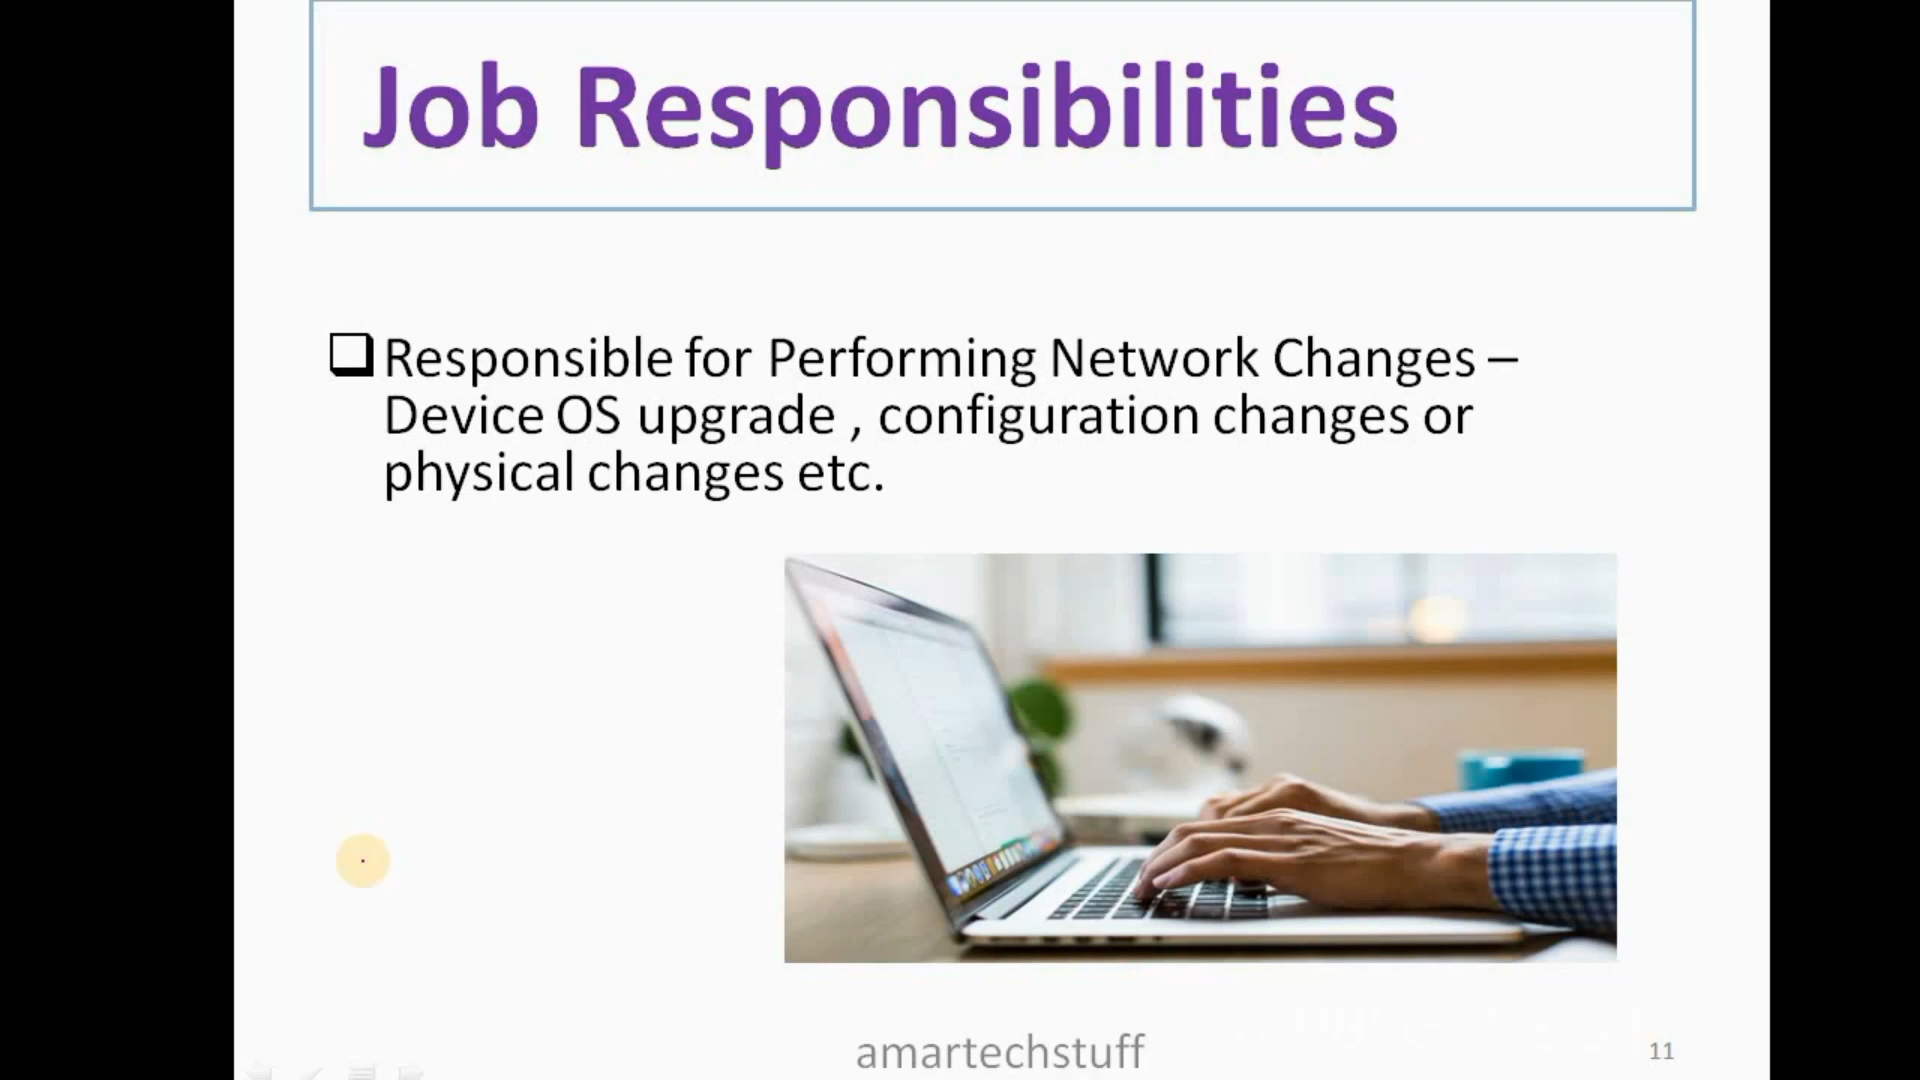 Job Responsibilities
Responsible for Performing Network Changes –
Device OS upgrade , configuration changes or
physical changes etc.
amartechstuff
11